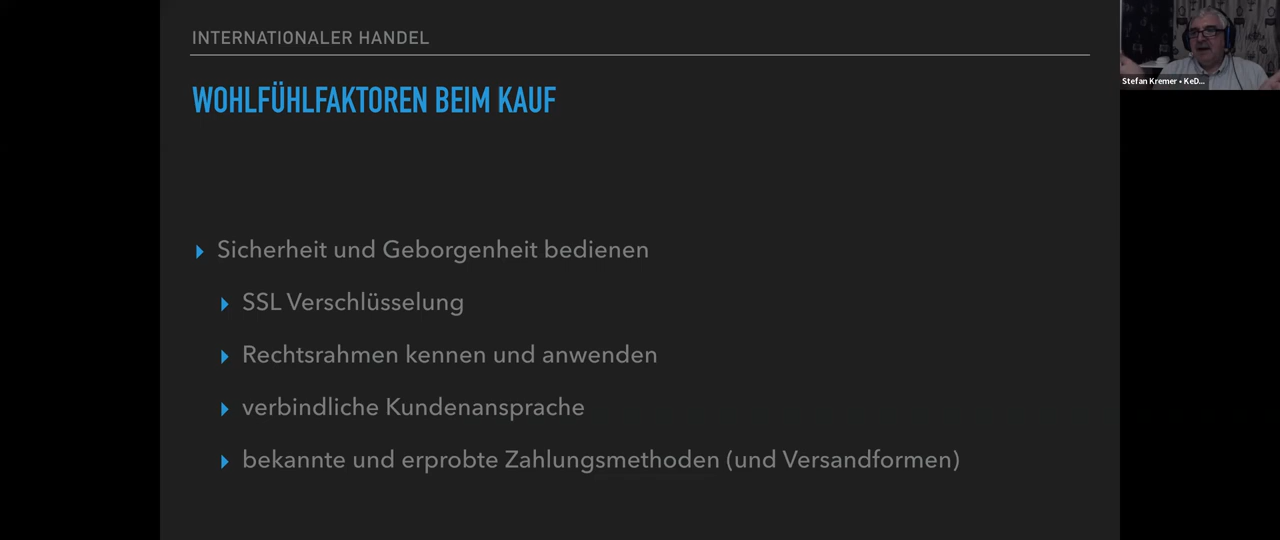 INTERNATIONALER HANDEL
WOHLFÜHLFAKTOREN BEIM KAUF
Sicherheit und Geborgenheit bedienen
SSL Verschlüsselung
Rechtsrahmen kennen und anwenden
verbindliche Kundenansprache
bekannte und erprobte Zahlungsmethoden (und Versandformen)
Stefan Kremer • KeD...